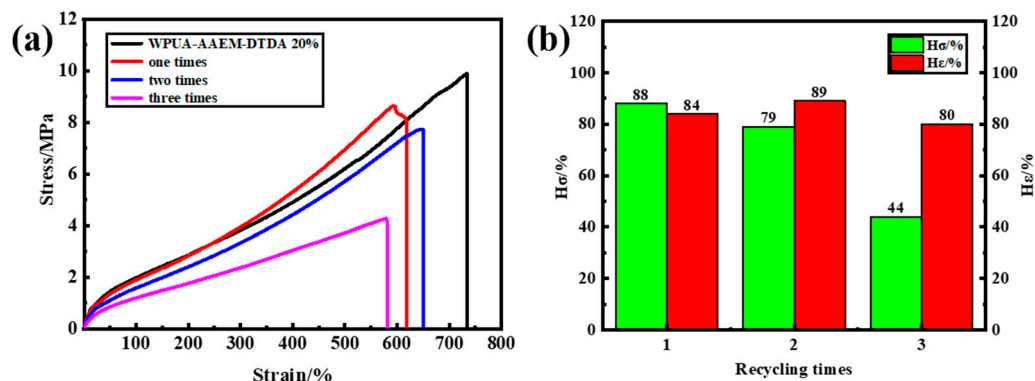 (a)
12
10
8
6
4
2
0
Stress/MPa
WPUA-AAEM-DTDA 20%
one times
two times
three times
100 200 300 400 500 600 700 800
Strain/%
(b)
120
100
80
60
40
20
0
Hσ/%
Hσ/%
Hε/%
88 84 79 89 44 80
1 2 3
Recycling times
120
100
80
60
40
20
0
Hε/%